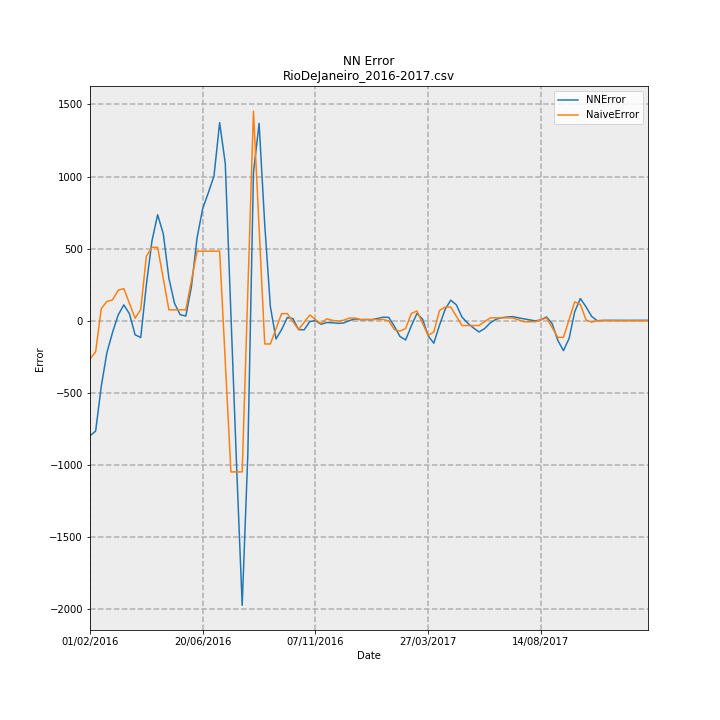 NN Error
RioDeJaneiro_2016-2017.csv
NNError
NaiveError
1500
1000
500
0
−500
−1000
−1500
−2000
Error
01/02/2016
20/06/2016
07/11/2016
27/03/2017
14/08/2017
Date